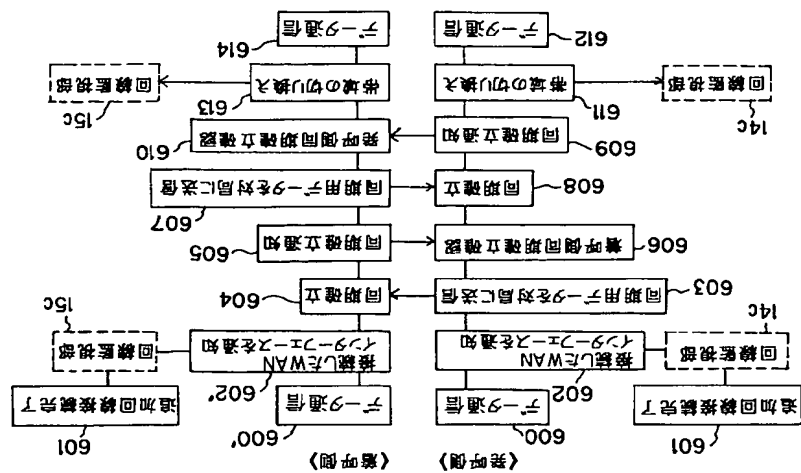 《発呼側》
《着呼側》
601
追加回線接続完了
600
データ通信
600'
データ通信
601
追加回線接続完了
回線監視部
14c
602
接続したWAN
インターフェースを通知
602'
接続したWAN
インターフェースを通知
回線監視部
15c
603
同期用データを対局に送信
604
同期確立
606
着呼側同期確立確認
605
同期確立通知
608
同期確立
607
同期用データを対局に送信
609
同期確立通知
610
発呼側同期確立確認
14c
回線監視部
611
帯域の切り換え
613
帯域の切り換え
15c
回線監視部
612
データ通信
614
データ通信